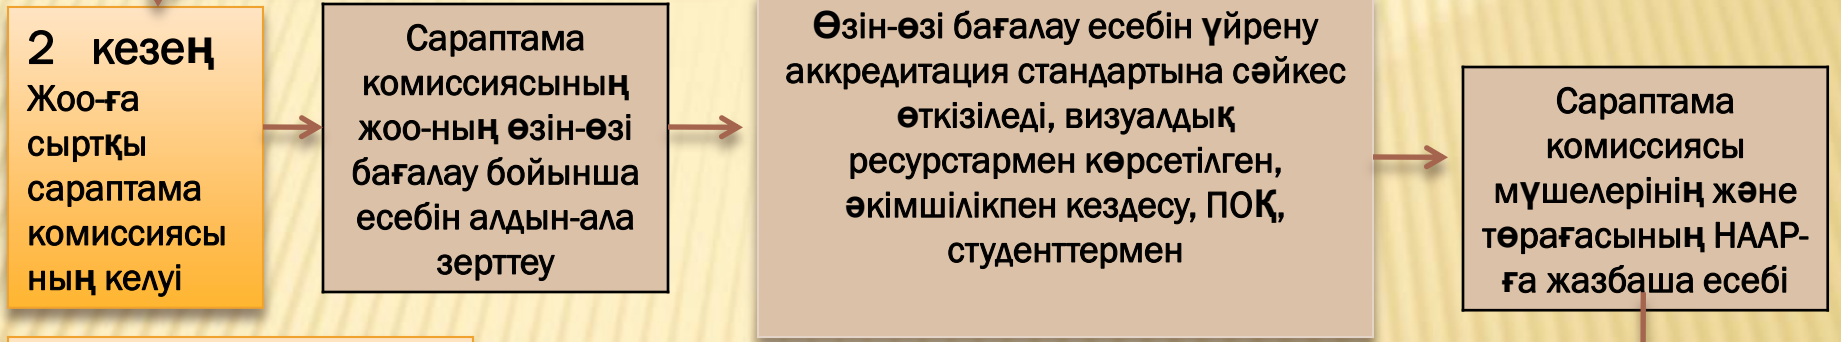 2 кезең
Жоо-ға
сыртқы
сараптама
комиссиясы
ның келуі
Сараптама
комиссиясының
жоо-ның өзін-өзі
бағалау бойынша
есебін алдын-ала
зерттеу
Өзін-өзі бағалау есебін үйрену
аккредитация стандартына сәйкес
өткізіледі, визуалдық
ресурстармен көрсетілген,
әкімшілікпен кездесу, ПОҚ,
студенттермен
Сараптама
комиссиясы
мүшелерінің және
төрағасының НААР-
ға жазбаша есебі